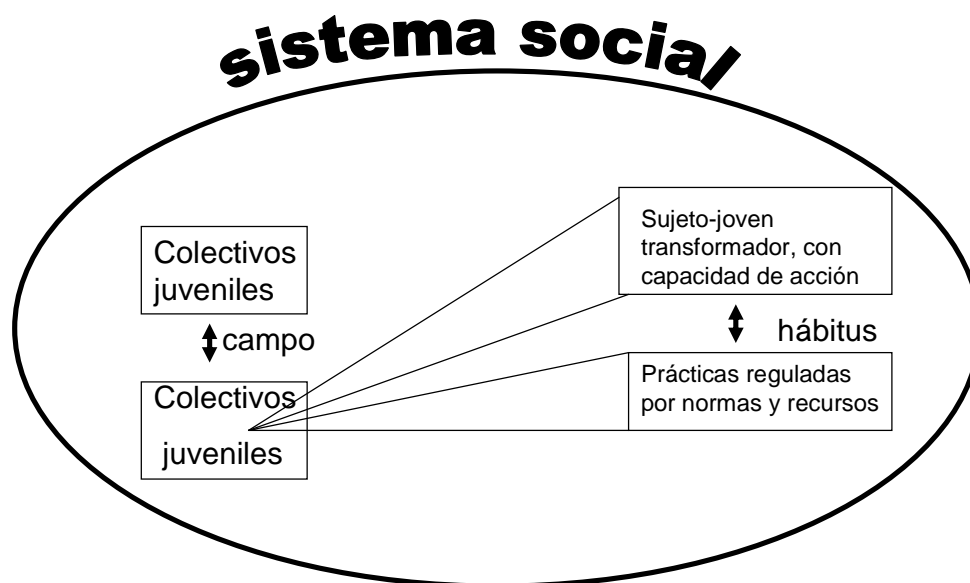 sistema social
Colectivos
juveniles
campo
Colectivos
juveniles
Sujeto-joven
transformador, con
capacidad de acción
hábitus
Prácticas reguladas
por normas y recursos